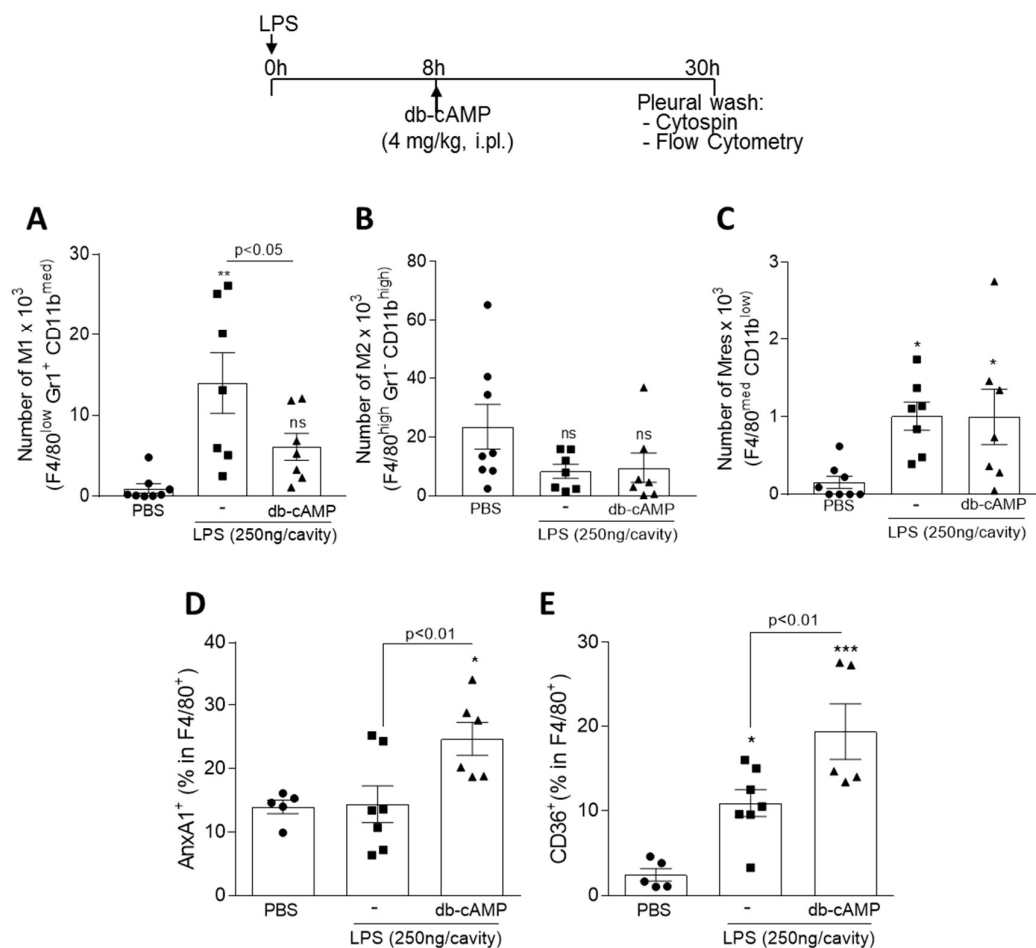 LPS
0h 8h 30h
db-cAMP
(4 mg/kg, i.pl.)
Pleural wash:
- Cytospin
- Flow Cytometry
A
Number of M1 x 10³
(F4/80ˡᵒʷ Gr1⁺ CD11bᵐᵉᵈ)
30
20
10
0
**
p<0.05
ns
PBS - db-cAMP
LPS (250ng/cavity)
B
Number of M2 x 10³
(F4/80ʰⁱᵍʰ Gr1⁻ CD11bʰⁱᵍʰ)
80
60
40
20
0
ns ns
PBS - db-cAMP
LPS (250ng/cavity)
C
Number of Mres x 10³
(F4/80ᵐᵉᵈ CD11bˡᵒʷ)
3
2
1
0
* *
PBS - db-cAMP
LPS (250ng/cavity)
D
AnxA1⁺ (% in F4/80⁺)
40
30
20
10
0
p<0.01
*
PBS - db-cAMP
LPS (250ng/cavity)
E
CD36⁺ (% in F4/80⁺)
30
20
10
0
p<0.01
* ***
PBS - db-cAMP
LPS (250ng/cavity)